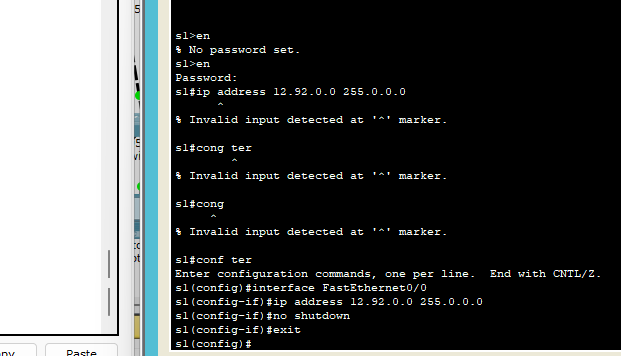 s1>en
% No password set.
s1>en
Password:
s1#ip address 12.92.0.0 255.0.0.0
^
% Invalid input detected at '^' marker.
s1#cong ter
^
% Invalid input detected at '^' marker.
s1#cong
^
% Invalid input detected at '^' marker.
s1#conf ter
Enter configuration commands, one per line.  End with CNTL/Z.
s1(config)#interface FastEthernet0/0
s1(config-if)#ip address 12.92.0.0 255.0.0.0
s1(config-if)#no shutdown
s1(config-if)#exit
s1(config)#
Paste